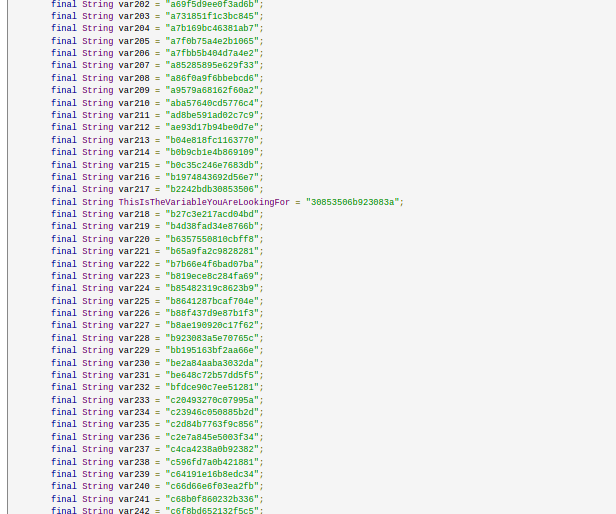 final String var202 = "a69f5d9ee0f3ad6b";
final String var203 = "a731851f1c3bc845";
final String var204 = "a7b169bc46381ab7";
final String var205 = "a7f0b75a4e2b1065";
final String var206 = "a7fbb5b404d7a4e2";
final String var207 = "a85285895e629f33";
final String var208 = "a86f0a9f6bbebcd6";
final String var209 = "a9579a68162f60a2";
final String var210 = "aba57640cd5776c4";
final String var211 = "ad8be591ad02c7c9";
final String var212 = "ae93d17b94be0d7e";
final String var213 = "b04e818fc1163770";
final String var214 = "b0b9cb1e4b869109";
final String var215 = "b0c35c246e7683db";
final String var216 = "b1974843692d56e7";
final String var217 = "b2242bdb30853506";
final String ThisIsTheVariableYouAreLookingFor = "30853506b923083a";
final String var218 = "b27c3e217acd04bd";
final String var219 = "b4d38fad34e8766b";
final String var220 = "b6357550810cbff8";
final String var221 = "b65a9fa2c9828281";
final String var222 = "b7b66e4f6bad07ba";
final String var223 = "b819ece8c284fa69";
final String var224 = "b85482319c8623b9";
final String var225 = "b8641287bcaf704e";
final String var226 = "b88f437d9e87b1f3";
final String var227 = "b8ae190920c17f62";
final String var228 = "b923083a5e70765c";
final String var229 = "bb195163bf2aa66e";
final String var230 = "be2a84aaba3032da";
final String var231 = "be648c72b57dd5f5";
final String var232 = "bfdce90c7ee51281";
final String var233 = "c20493270c07995a";
final String var234 = "c23946c050885b2d";
final String var235 = "c2d84b7763f9c856";
final String var236 = "c2e7a845e5003f34";
final String var237 = "c4ca4238a0b92382";
final String var238 = "c596fd7a0b421881";
final String var239 = "c64191e16b8edc34";
final String var240 = "c66d66e6f03ea2fb";
final String var241 = "c68b0f860232b336";
final String var242 = "c6f8bd652132f5c5";